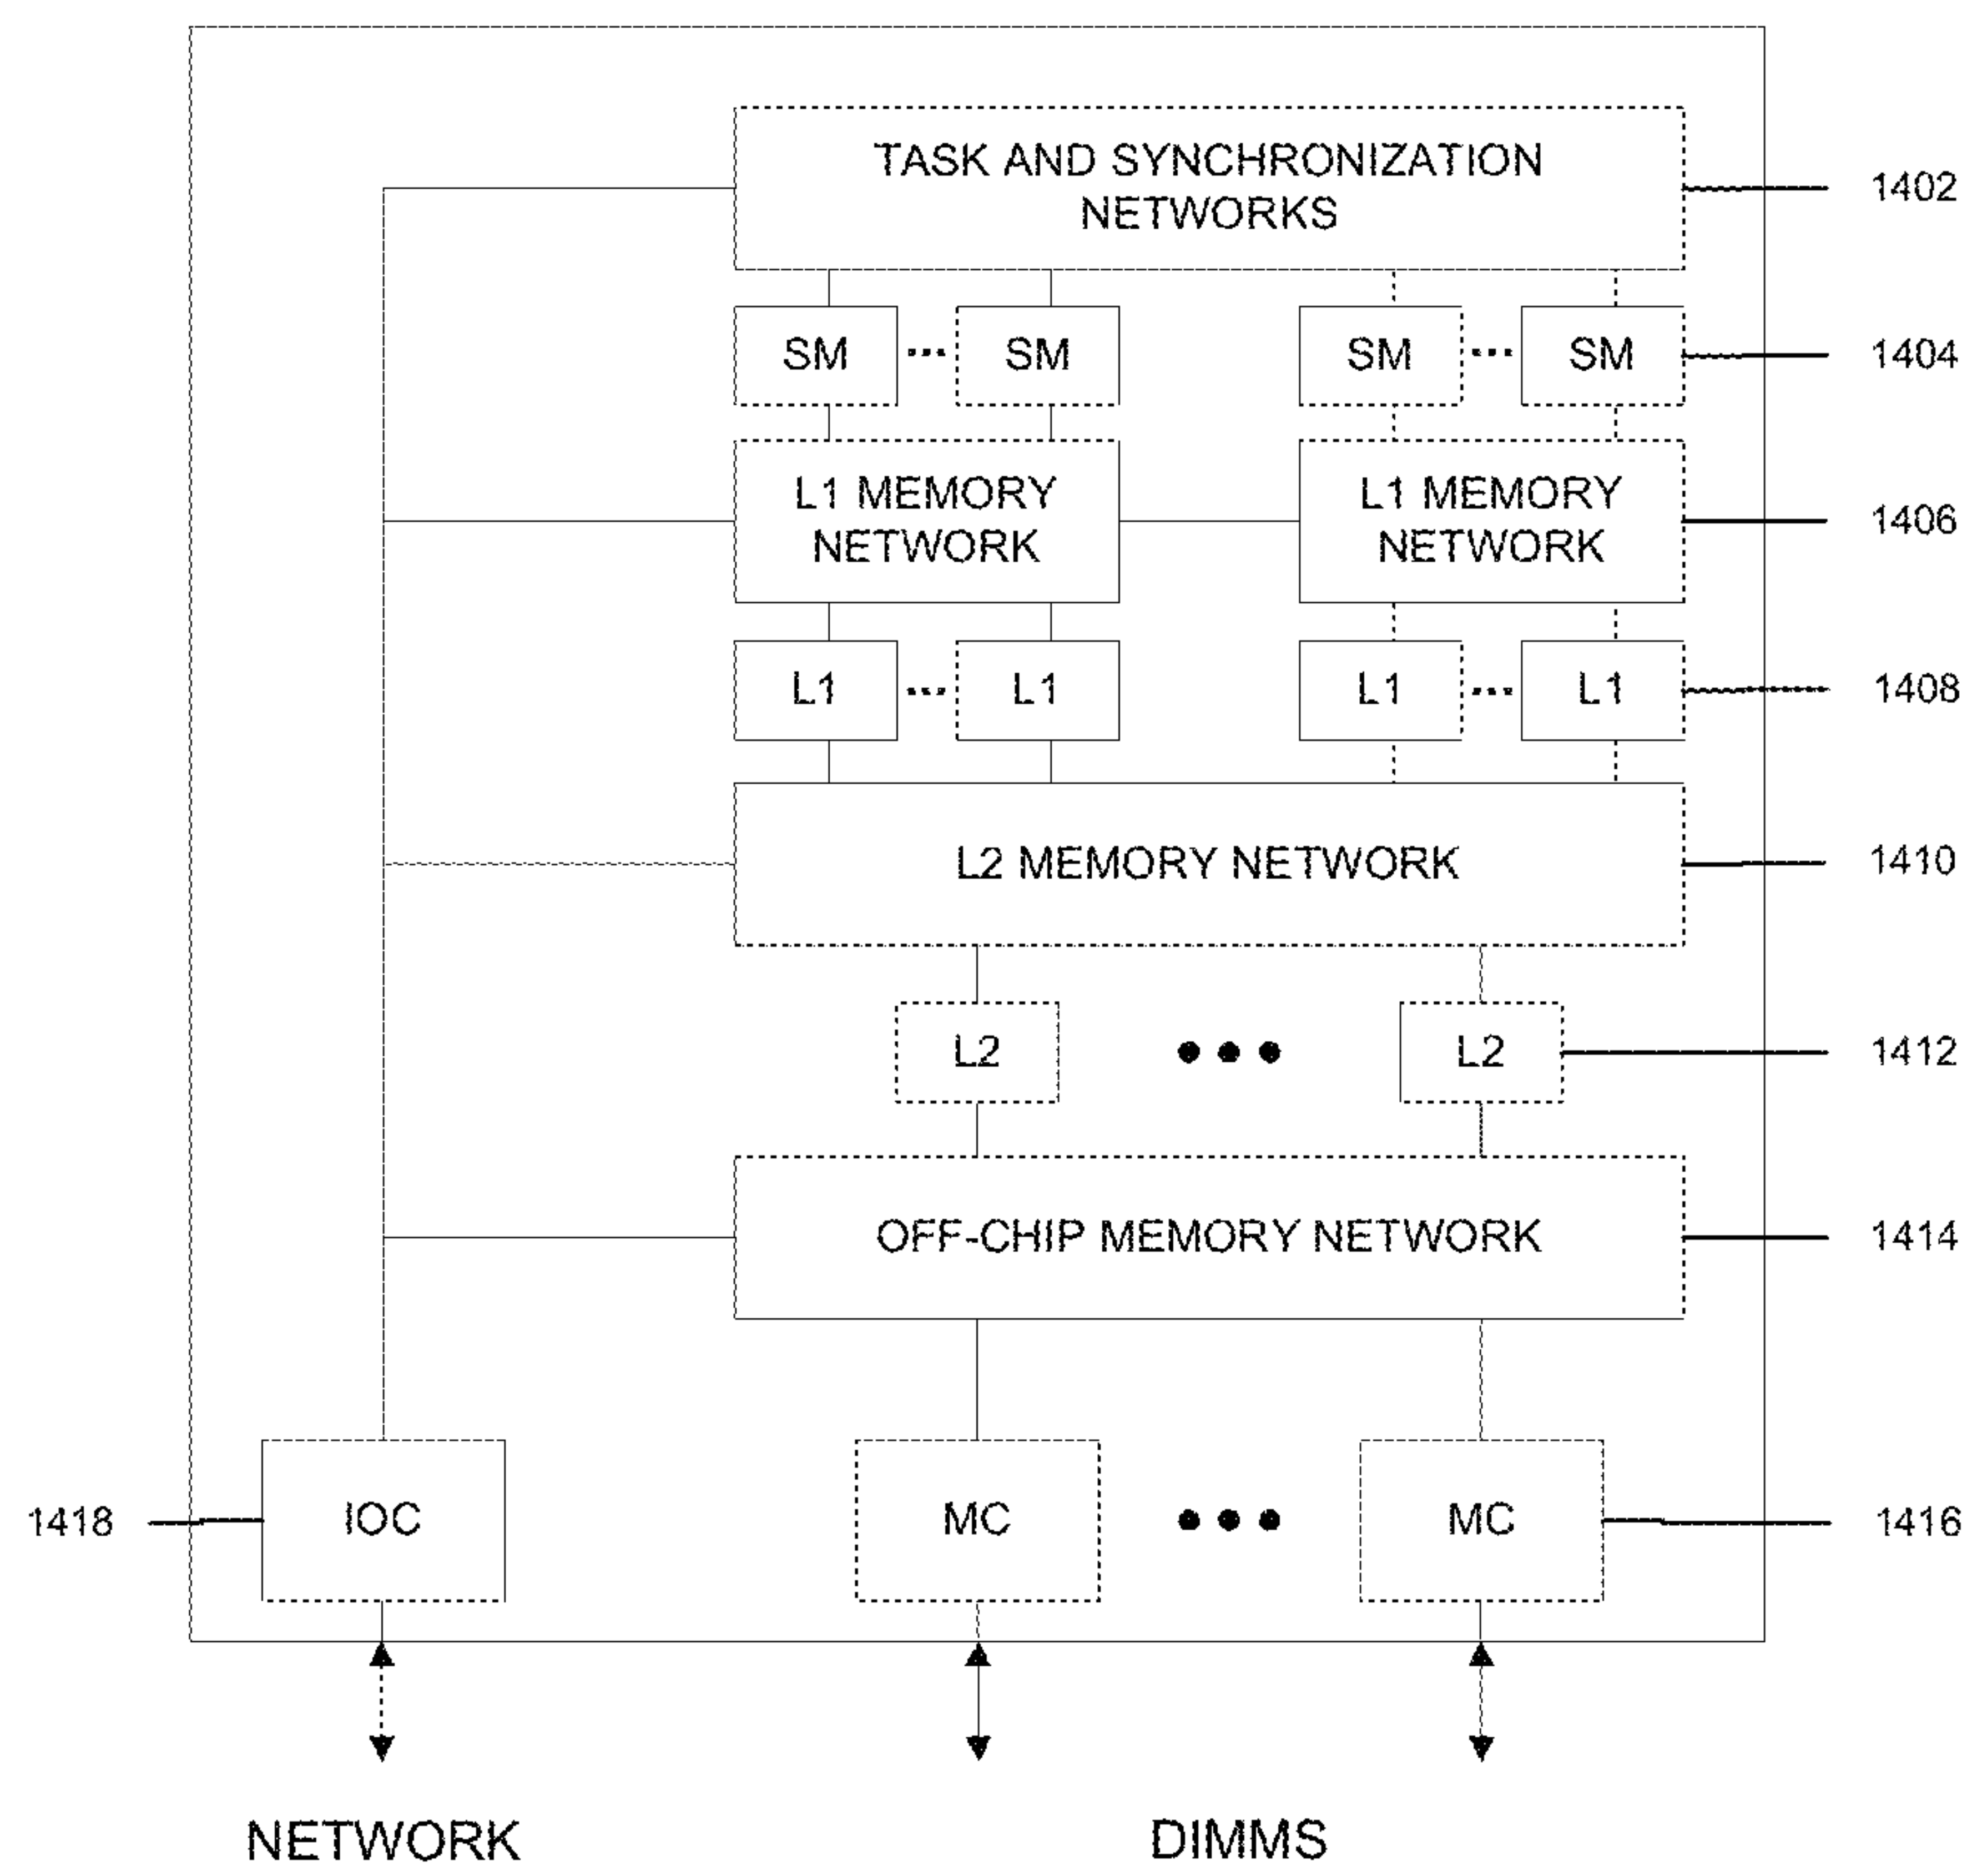 TASK AND SYNCHRONIZATION
NETWORKS
1402
SM ... SM SM ... SM
1404
L1 MEMORY
NETWORK
L1 MEMORY
NETWORK
1406
L1 ... L1 L1 ... L1
1408
L2 MEMORY NETWORK
1410
L2 ... L2
1412
OFF-CHIP MEMORY NETWORK
1414
1418
IOC
MC ... MC
1416
NETWORK
DIMMS